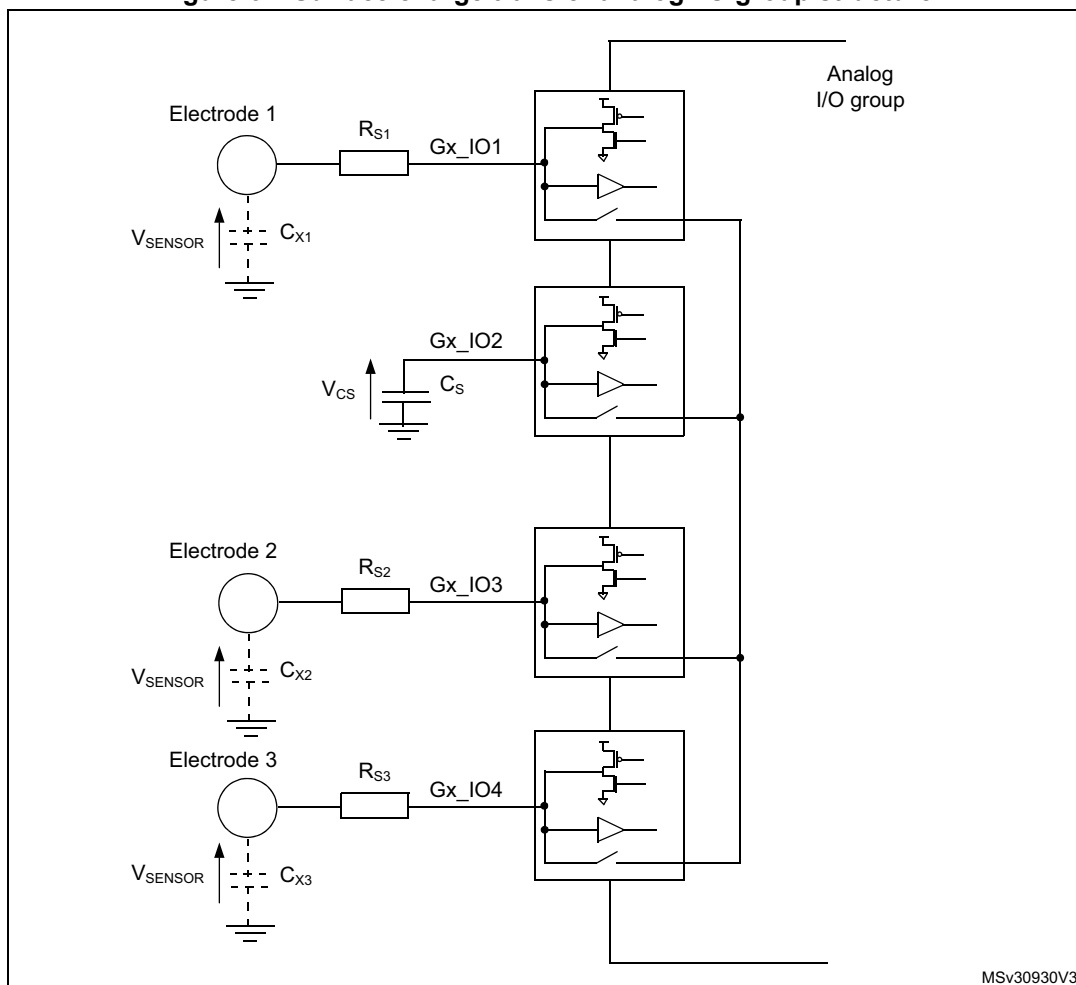 Analog
I/O group
Electrode 1
RS1
Gx_IO1
VSENSOR
CX1
Gx_IO2
VCS
CS
Electrode 2
RS2
Gx_IO3
VSENSOR
CX2
Electrode 3
RS3
Gx_IO4
VSENSOR
CX3
MSv30930V3